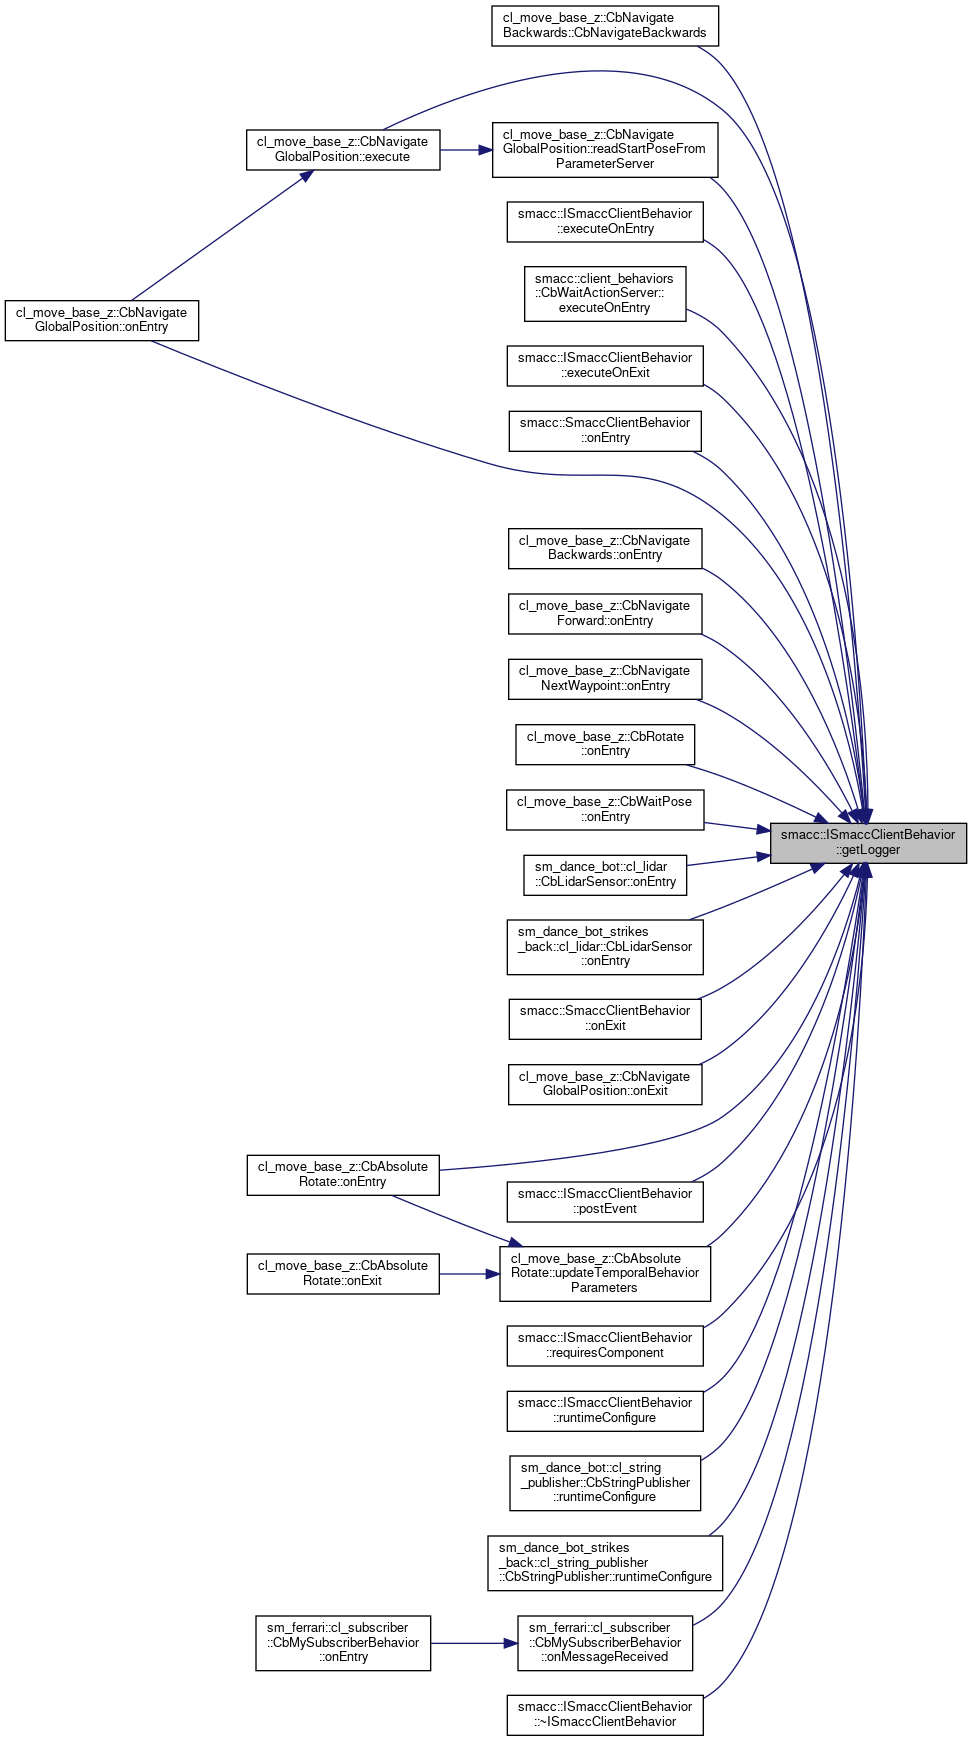 cl_move_base_z::CbNavigate
Backwards::CbNavigateBackwards
cl_move_base_z::CbNavigate
GlobalPosition::execute
cl_move_base_z::CbNavigate
GlobalPosition::readStartPoseFrom
ParameterServer
smacc::ISmaccClientBehavior
::executeOnEntry
smacc::client_behaviors
::CbWaitActionServer::
executeOnEntry
cl_move_base_z::CbNavigate
GlobalPosition::onEntry
smacc::ISmaccClientBehavior
::executeOnExit
smacc::SmaccClientBehavior
::onEntry
cl_move_base_z::CbNavigate
Backwards::onEntry
cl_move_base_z::CbNavigate
Forward::onEntry
cl_move_base_z::CbNavigate
NextWaypoint::onEntry
cl_move_base_z::CbRotate
::onEntry
cl_move_base_z::CbWaitPose
::onEntry
smacc::ISmaccClientBehavior
::getLogger
sm_dance_bot::cl_lidar
::CbLidarSensor::onEntry
sm_dance_bot_strikes
_back::cl_lidar::CbLidarSensor
::onEntry
smacc::SmaccClientBehavior
::onExit
cl_move_base_z::CbNavigate
GlobalPosition::onExit
cl_move_base_z::CbAbsolute
Rotate::onEntry
smacc::ISmaccClientBehavior
::postEvent
cl_move_base_z::CbAbsolute
Rotate::onExit
cl_move_base_z::CbAbsolute
Rotate::updateTemporalBehavior
Parameters
smacc::ISmaccClientBehavior
::requiresComponent
smacc::ISmaccClientBehavior
::runtimeConfigure
sm_dance_bot::cl_string
_publisher::CbStringPublisher
::runtimeConfigure
sm_dance_bot_strikes
_back::cl_string_publisher
::CbStringPublisher::runtimeConfigure
sm_ferrari::cl_subscriber
::CbMySubscriberBehavior
::onEntry
sm_ferrari::cl_subscriber
::CbMySubscriberBehavior
::onMessageReceived
smacc::ISmaccClientBehavior
::~ISmaccClientBehavior